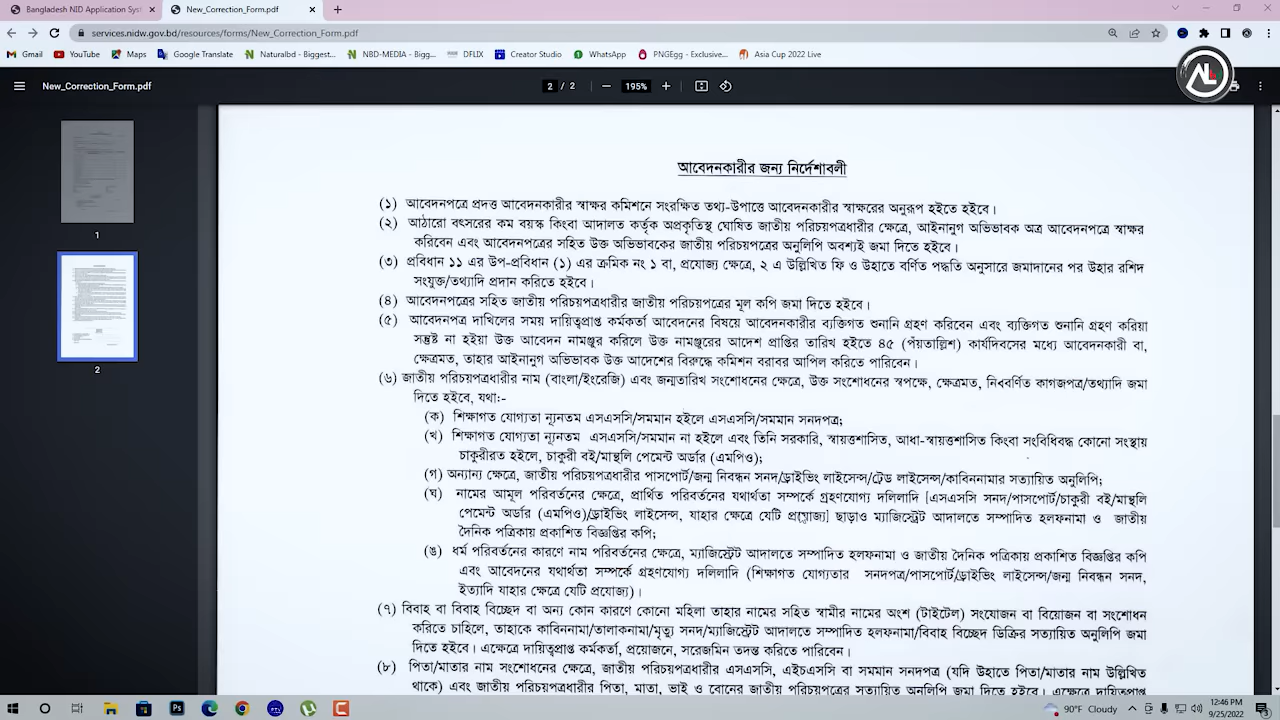 Bangladesh NID Application Syst
New_Correction_Form.pdf
services.nidw.gov.bd/resources/forms/New_Correction_Form.pdf
Gmail
YouTube
Maps
Google Translate
Naturalbd - Biggest...
NBD-MEDIA - Bigg...
DFLIX
Creator Studio
WhatsApp
PNGEgg - Exclusive...
Asia Cup 2022 Live
New_Correction_Form.pdf
2 / 2
195%
আবেদনকারীর জন্য নির্দেশাবলী
(১) আবেদনপত্রে প্রদত্ত আবেদনকারীর স্বাক্ষর কমিশনে সংরক্ষিত তথ্য-উপাত্তে আবেদনকারীর স্বাক্ষরের অনুরূপ হইতে হইবে।
(২) আঠারো বৎসরের কম বয়স্ক কিংবা আদালত কর্তৃক অপ্রকৃতিস্থ ঘোষিত জাতীয় পরিচয়পত্রধারীর ক্ষেত্রে, আইনানুগ অভিভাবক অত্র আবেদনপত্রে স্বাক্ষর
করিবেন এবং আবেদনপত্রের সহিত উক্ত অভিভাবকের জাতীয় পরিচয়পত্রের অনুলিপি অবশ্যই জমা দিতে হইবে।
(৩) প্রবিধান ১১ এর উপ-প্রবিধান (১) এর ক্রমিক নং ১ বা, প্রযোজ্য ক্ষেত্রে, ২ এ উল্লিখিত ফি ও উহাতে বর্ণিত পদ্ধতি অনুসারে জমাদানের পর উহার রশিদ
সংযুক্ত/তথ্যাদি প্রদান করিতে হইবে।
(৪) আবেদনপত্রের সহিত জাতীয় পরিচয়পত্রধারীর জাতীয় পরিচয়পত্রের মূল কপি জমা দিতে হইবে।
(৫) আবেদনপত্র দাখিলের সময় দায়িত্বপ্রাপ্ত কর্মকর্তা আবেদনের বিষয়ে আবেদনকারীর ব্যক্তিগত শুনানি গ্রহণ করিবেন এবং ব্যক্তিগত শুনানি গ্রহণ করিয়া
সন্তুষ্ট না হইয়া উক্ত আবেদন নামঞ্জুর করিলে উক্ত নামঞ্জুরের আদেশ প্রাপ্তির তারিখ হইতে ৪৫ (পঁয়তাল্লিশ) কার্যদিবসের মধ্যে আবেদনকারী বা,
ক্ষেত্রমত, তাহার আইনানুগ অভিভাবক উক্ত আদেশের বিরুদ্ধে কমিশন বরাবর আপিল করিতে পারিবেন।
(৬) জাতীয় পরিচয়পত্রধারীর নাম (বাংলা/ইংরেজি) এবং জন্মতারিখ সংশোধনের ক্ষেত্রে, উক্ত সংশোধনের স্বপক্ষে, ক্ষেত্রমত, নিম্নবর্ণিত কাগজপত্র/তথ্যাদি জমা
দিতে হইবে, যথা:-
(ক) শিক্ষাগত যোগ্যতা ন্যূনতম এসএসসি/সমমান হইলে এসএসসি/সমমান সনদপত্র;
(খ) শিক্ষাগত যোগ্যতা ন্যূনতম এসএসসি/সমমান না হইলে এবং তিনি সরকারি, স্বায়ত্তশাসিত, আধা-স্বায়ত্তশাসিত কিংবা সংবিধিবদ্ধ কোনো সংস্থায়
চাকুরীরত হইলে, চাকুরী বই/মান্থলি পেমেন্ট অর্ডার (এমপিও);
(গ) অন্যান্য ক্ষেত্রে, জাতীয় পরিচয়পত্রধারীর পাসপোর্ট/জন্ম নিবন্ধন সনদ/ড্রাইভিং লাইসেন্স/ট্রেড লাইসেন্স/কাবিননামার সত্যায়িত অনুলিপি;
(ঘ) নামের আমূল পরিবর্তনের ক্ষেত্রে, প্রার্থিত পরিবর্তনের যথার্থতা সম্পর্কে গ্রহণযোগ্য দলিলাদি [এসএসসি সনদ/পাসপোর্ট/চাকুরী বই/মান্থলি
পেমেন্ট অর্ডার (এমপিও)/ড্রাইভিং লাইসেন্স, যাহার ক্ষেত্রে যেটি প্রযোজ্য] ছাড়াও ম্যাজিস্ট্রেট আদালতে সম্পাদিত হলফনামা ও জাতীয়
দৈনিক পত্রিকায় প্রকাশিত বিজ্ঞপ্তির কপি;
(ঙ) ধর্ম পরিবর্তনের কারণে নাম পরিবর্তনের ক্ষেত্রে, ম্যাজিস্ট্রেট আদালতে সম্পাদিত হলফনামা ও জাতীয় দৈনিক পত্রিকায় প্রকাশিত বিজ্ঞপ্তির কপি
এবং আবেদনের যথার্থতা সম্পর্কে গ্রহণযোগ্য দলিলাদি (শিক্ষাগত যোগ্যতার সনদপত্র/পাসপোর্ট/ড্রাইভিং লাইসেন্স/জন্ম নিবন্ধন সনদ,
ইত্যাদি যাহার ক্ষেত্রে যেটি প্রযোজ্য)।
(৭) বিবাহ বা বিবাহ বিচ্ছেদ বা অন্য কোন কারণে কোনো মহিলা তাহার নামের সহিত স্বামীর নামের অংশ (টাইটেল) সংযোজন বা বিয়োজন বা সংশোধন
করিতে চাহিলে, তাহাকে কাবিননামা/তালাকনামা/মৃত্যু সনদ/ম্যাজিস্ট্রেট আদালতে সম্পাদিত হলফনামা/বিবাহ বিচ্ছেদ ডিক্রির সত্যায়িত অনুলিপি জমা
দিতে হইবে। এক্ষেত্রে দায়িত্বপ্রাপ্ত কর্মকর্তা, প্রয়োজনে, সরেজমিন তদন্ত করিতে পারিবেন।
(৮) পিতা/মাতার নাম সংশোধনের ক্ষেত্রে, জাতীয় পরিচয়পত্রধারীর এসএসসি, এইচএসসি বা সমমান সনদপত্র (যদি উহাতে পিতা/মাতার নাম উল্লিখিত
থাকে) এবং জাতীয় পরিচয়পত্রধারীর পিতা, মাতা, ভাই ও বোনের জাতীয় পরিচয়পত্রের সত্যায়িত অনুলিপি জমা দিতে হইবে। এক্ষেত্রে দায়িত্বপ্রাপ্ত
1
2
90°F Cloudy
12:46 PM
9/25/2022